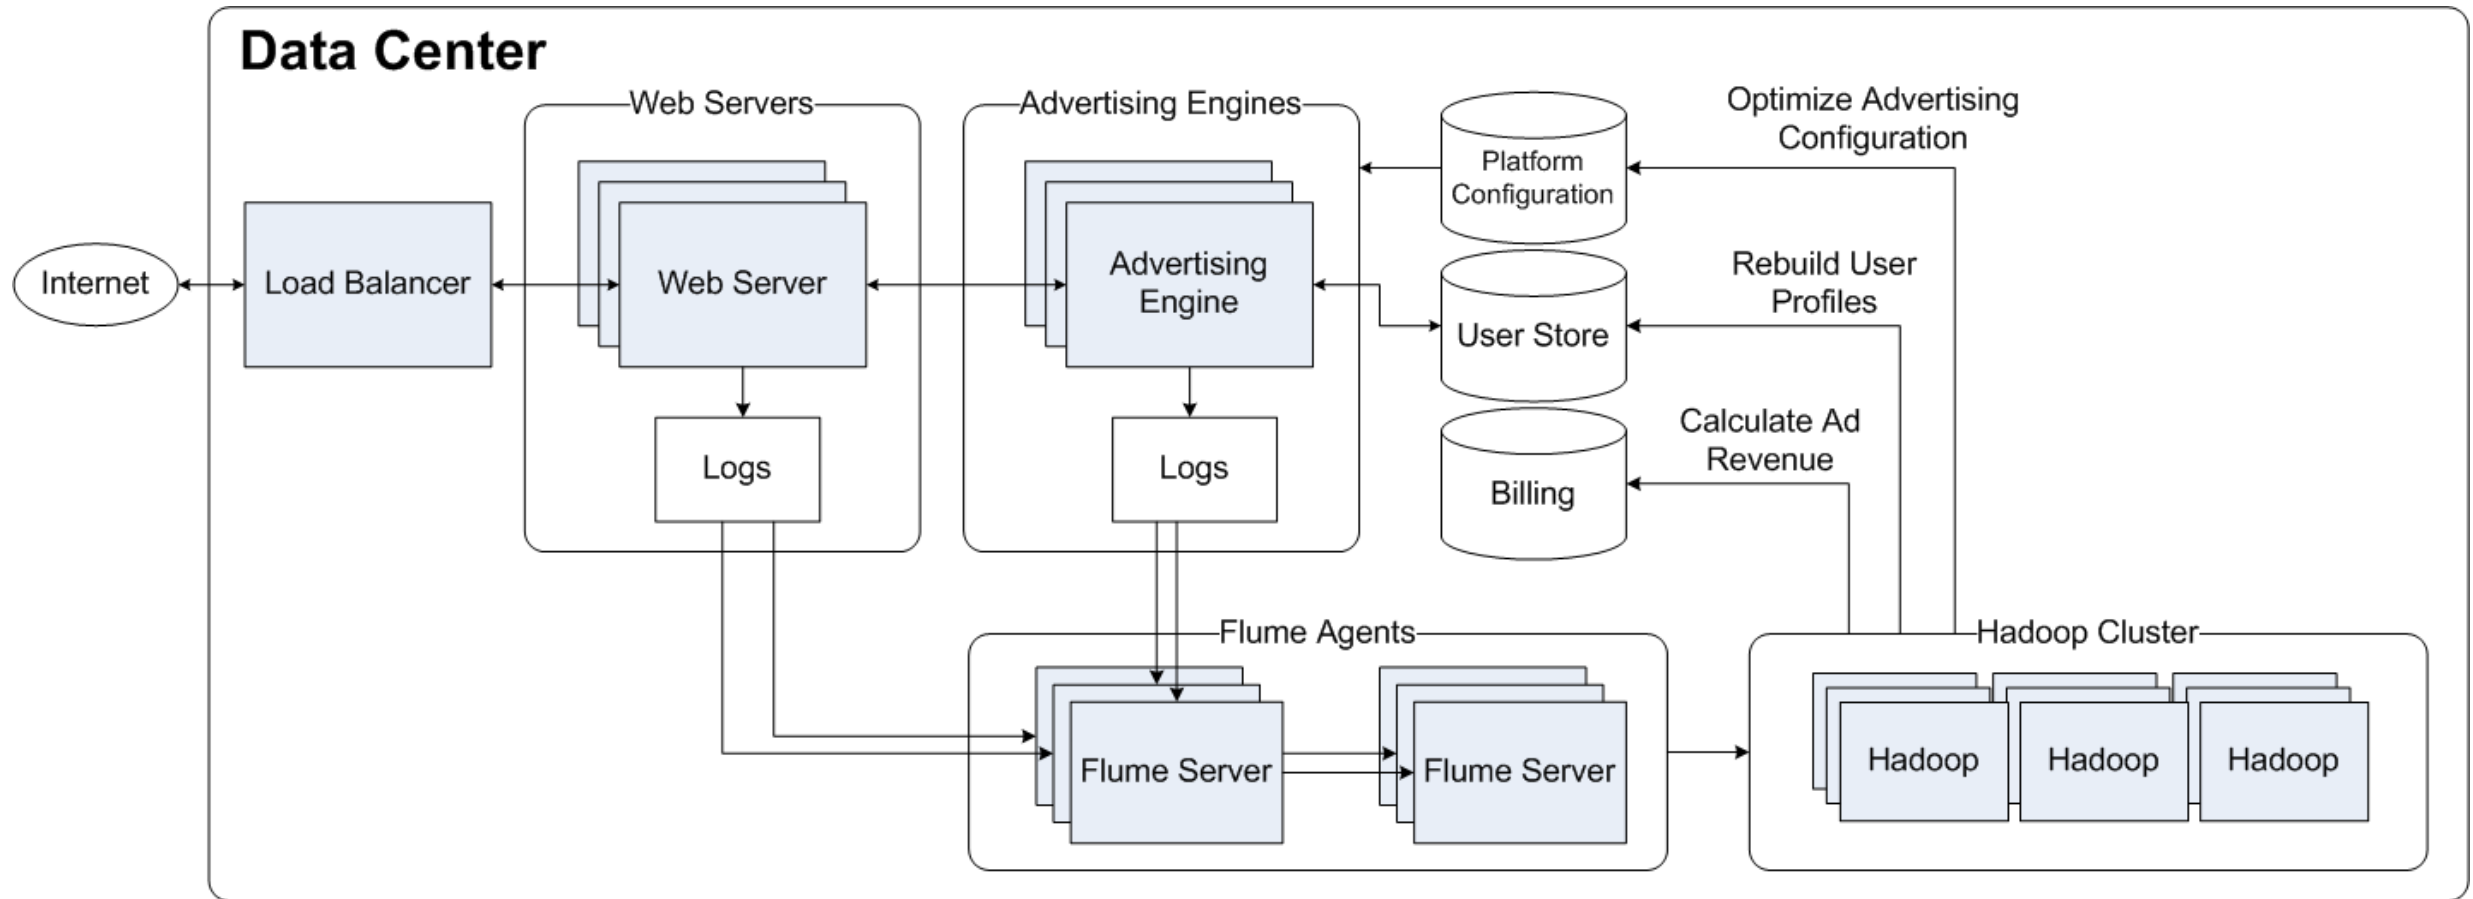 Data Center
Web Servers
Advertising Engines
Optimize Advertising
Configuration
Platform
Configuration
Internet
Load Balancer
Web Server
Advertising
Engine
Rebuild User
Profiles
User Store
Calculate Ad
Revenue
Logs
Logs
Billing
Flume Agents
Hadoop Cluster
Flume Server
Flume Server
Hadoop
Hadoop
Hadoop